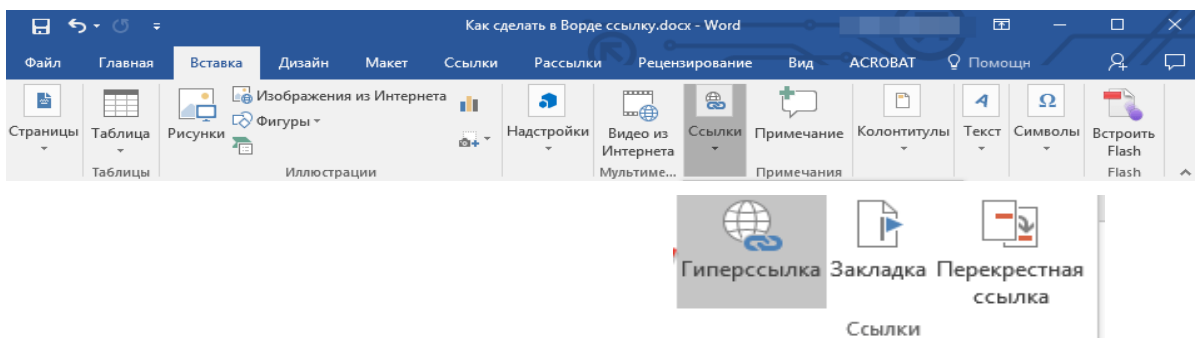 Как сделать в Ворде ссылку.docx - Word
Файл Главная Вставка Дизайн Макет Ссылки Рассылки Рецензирование Вид ACROBAT Помощн
Страницы Таблица Рисунки Изображения из Интернета Фигуры Надстройки Видео из Интернета Ссылки Примечание Колонтитулы Текст Символы Встроить Flash
Таблицы Иллюстрации Мультиме... Примечания Flash
Гиперссылка Закладка Перекрестная
ссылка
Ссылки